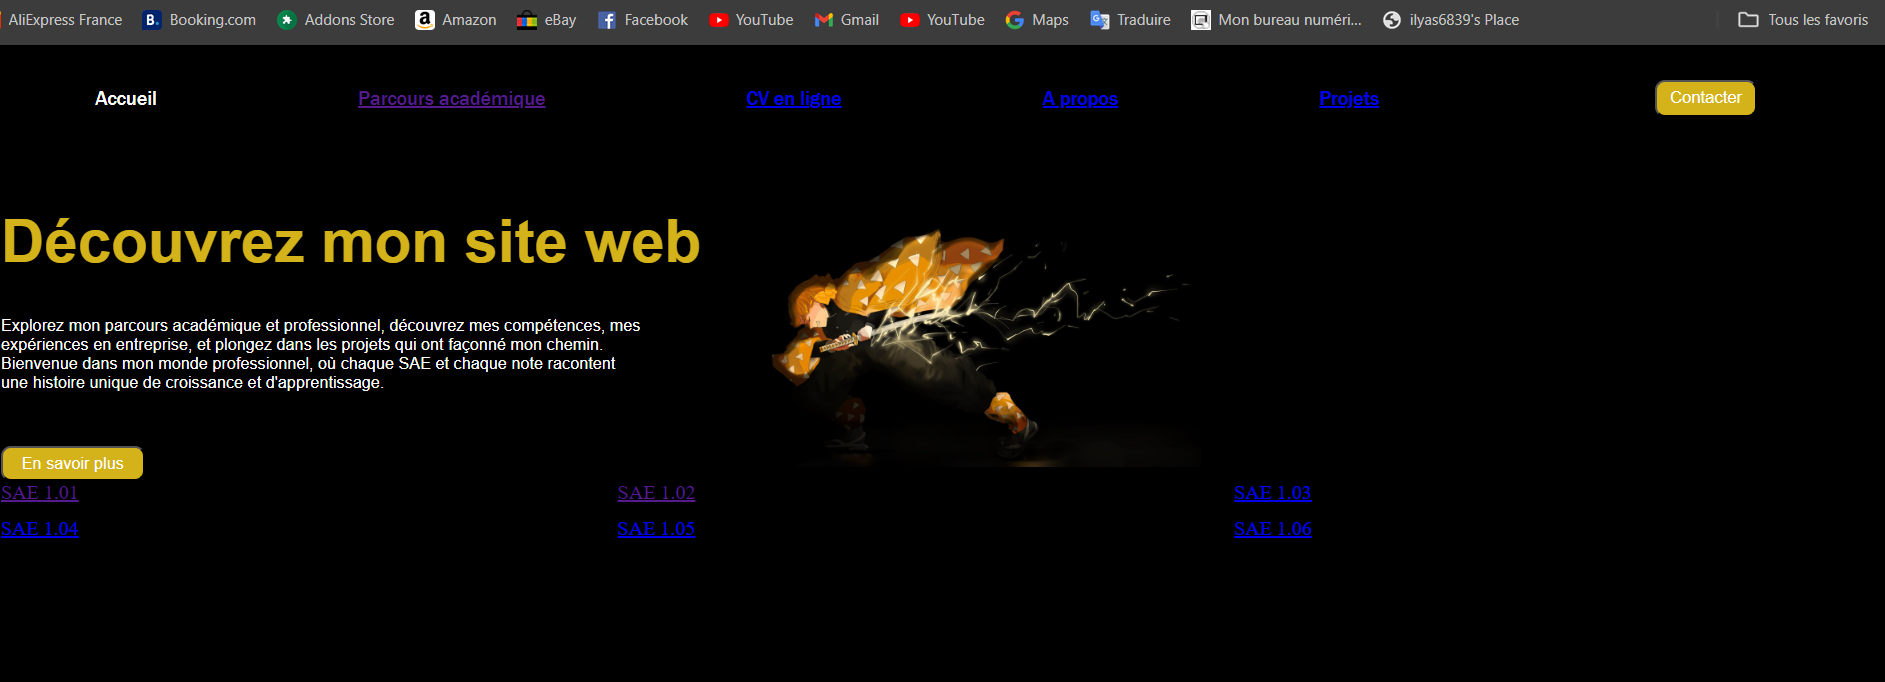 AliExpress France Booking.com Addons Store Amazon eBay Facebook YouTube Gmail YouTube Maps Traduire Mon bureau numéri... ilyas6839's Place Tous les favoris
Accueil Parcours académique CV en ligne A propos Projets Contacter
Découvrez mon site web
Explorez mon parcours académique et professionnel, découvrez mes compétences, mes
expériences en entreprise, et plongez dans les projets qui ont façonné mon chemin.
Bienvenue dans mon monde professionnel, où chaque SAE et chaque note racontent
une histoire unique de croissance et d'apprentissage.
En savoir plus
SAE 1.01 SAE 1.02 SAE 1.03
SAE 1.04 SAE 1.05 SAE 1.06